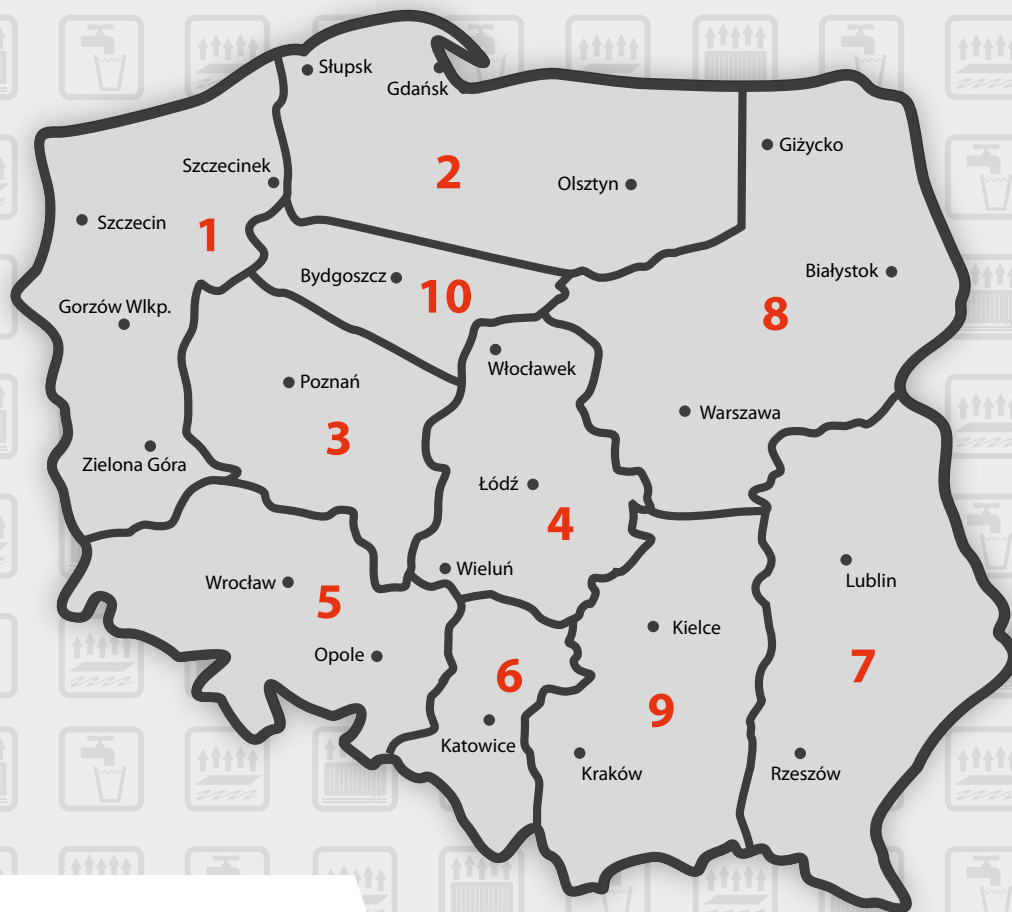 Słupsk
Gdańsk
Giżycko
Szczecinek
2
Olsztyn
Szczecin
1
Bydgoszcz
10
Białystok
Gorzów Wlkp.
8
Włocławek
Poznań
Warszawa
3
Zielona Góra
Łódź
4
Wieluń
Wrocław
5
Lublin
Kielce
Opole
6
7
9
Katowice
Kraków
Rzeszów